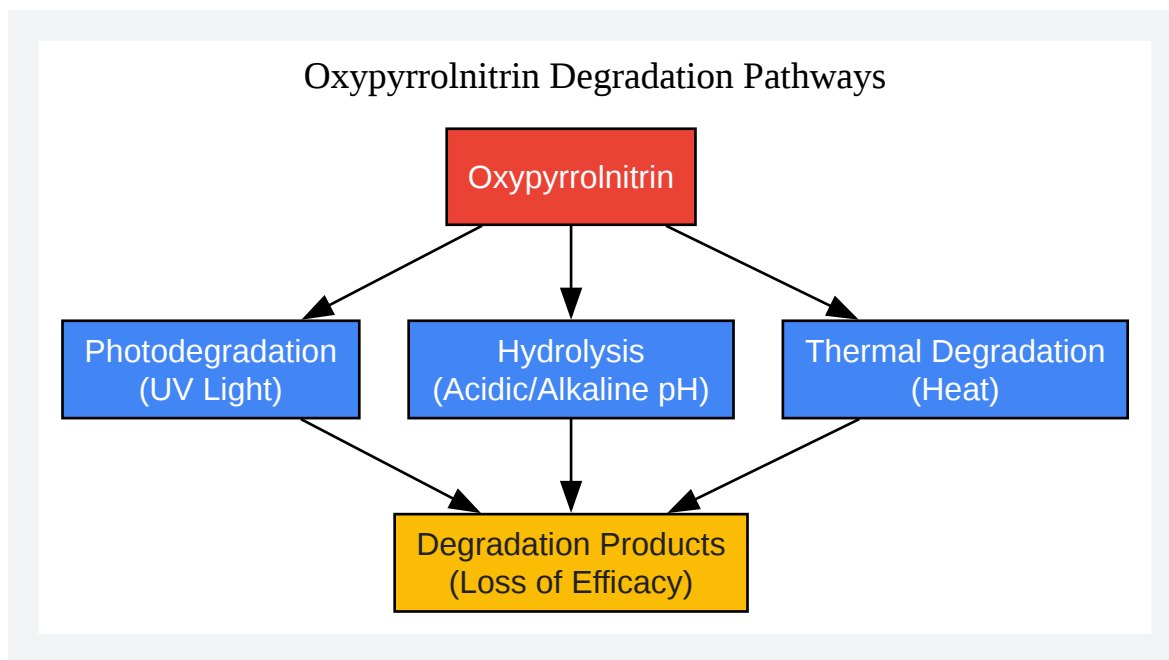 Oxypyrrolnitrin Degradation Pathways
Oxypyrrolnitrin
Photodegradation
(UV Light)
Hydrolysis
(Acidic/Alkaline pH)
Thermal Degradation
(Heat)
Degradation Products
(Loss of Efficacy)